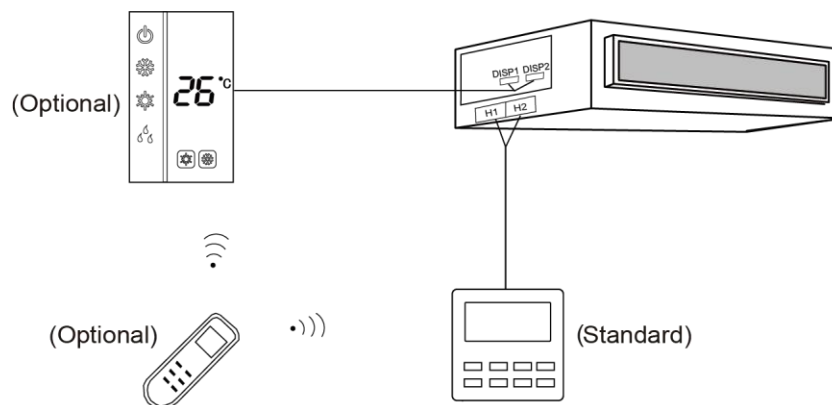 (Optional)
26°C
DISP1 DISP2
H1 H2
(Optional)
(Standard)